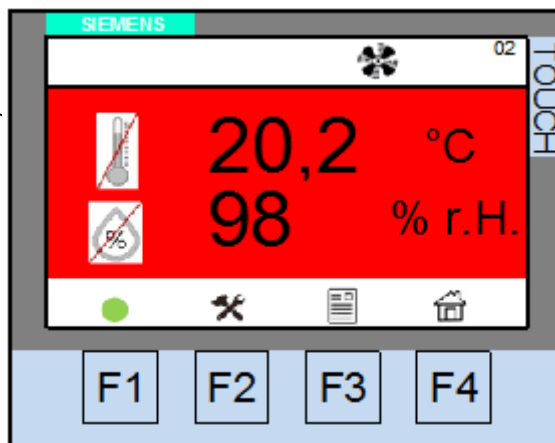 SIEMENS
02
TOUCH
20,2 °C
% 98 % r.H.
F1 F2 F3 F4